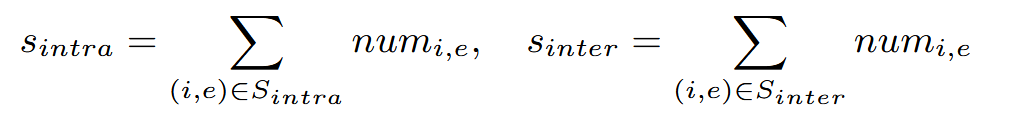 $s_{intra} = \sum_{(i,e) \in S_{intra}} num_{i,e}, \quad s_{inter} = \sum_{(i,e) \in S_{inter}} num_{i,e}$